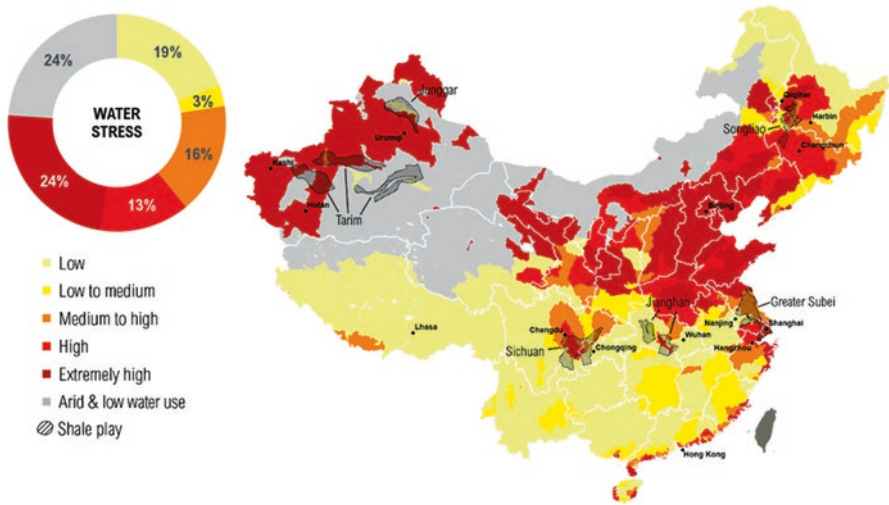 24%
19%
WATER
STRESS
3%
16%
24%
13%
Low
Low to medium
Medium to high
High
Extremely high
Arid & low water use
Shale play
Junggar
Urumqi
Kashi
Hotan
Tarim
Lhasa
Qiqihar
Songliao
Harbin
Changchun
Beijing
Jianghan
Greater Subei
Nanjing
Shanghai
Chengdu
Wuhan
Hangzhou
Sichuan
Chongqing
Hong Kong